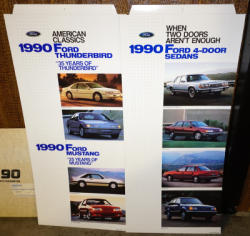 Ford
AMERICAN
CLASSICS
1990 FORD
THUNDERBIRD
"35 YEARS OF
THUNDERBIRD"
1990 FORD
MUSTANG
"25 YEARS OF
MUSTANG"
Ford
WHEN
TWO DOORS
AREN'T ENOUGH
1990 FORD 4-DOOR
SEDANS
90